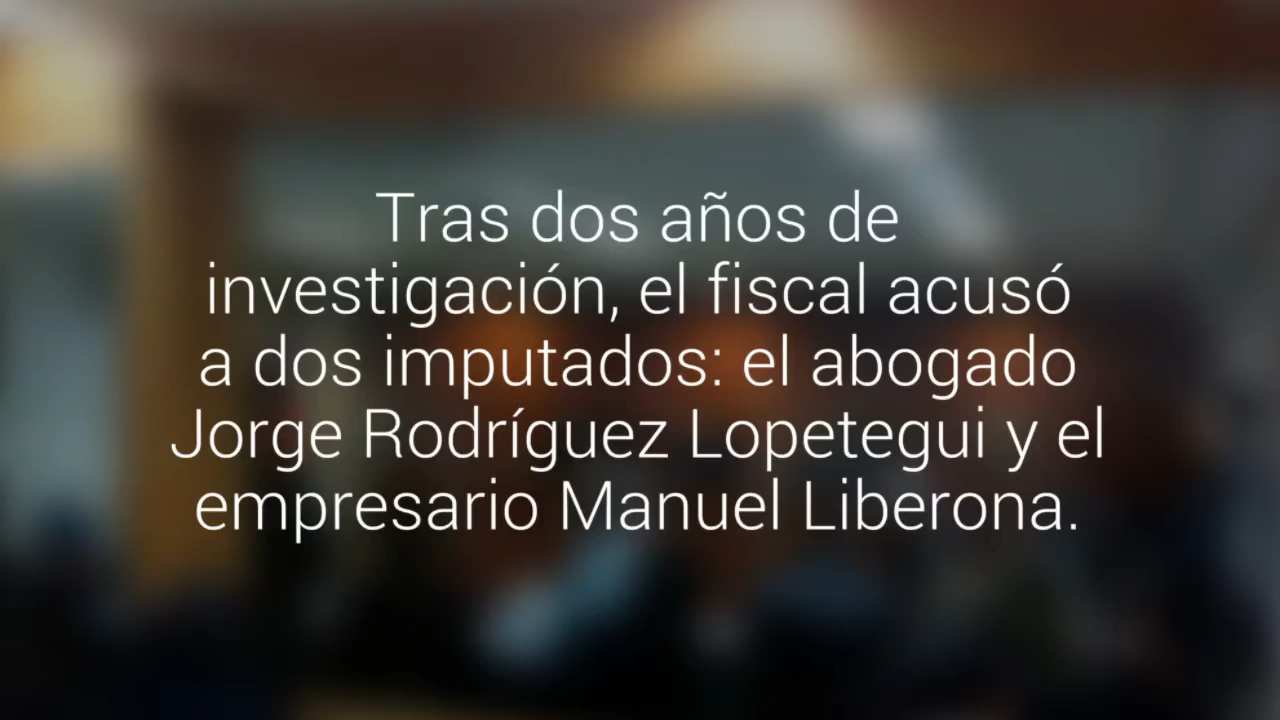 Tras dos años de
investigación, el fiscal acusó
a dos imputados: el abogado
Jorge Rodríguez Lopetegui y el
empresario Manuel Liberona.